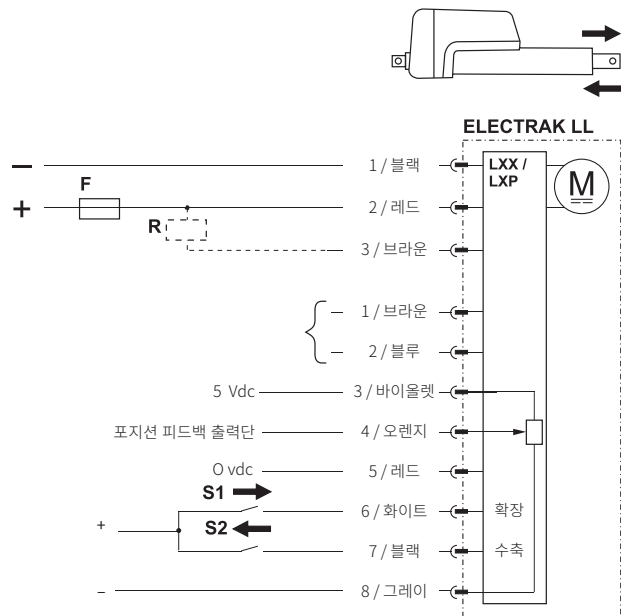 ELECTRAK LL
− 1/블랙 LXX /
LXP M
F
+ 2/레드
R 3/브라운
1/브라운
2/블루
5 Vdc 3/바이올렛
포지션 피드백 출력단 4/오렌지
O vdc 5/레드
S1
6/화이트 확장
+ S2
7/블랙 수축
− 8/그레이